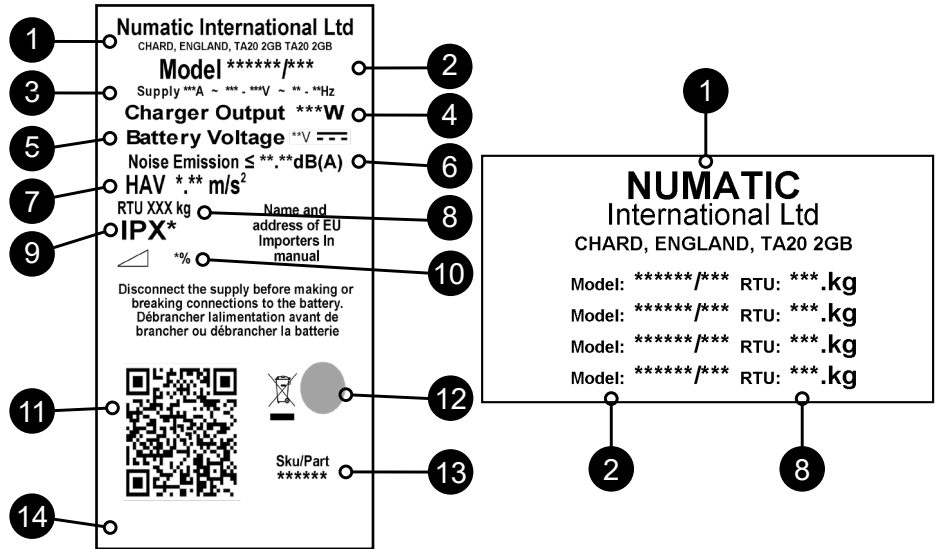 1
Numatic International Ltd
CHARD, ENGLAND, TA20 2GB TA20 2GB
2
Model ******/***
3
Supply ***A ~ *** - ***V ~ ** - **Hz
4
Charger Output ***W
5
Battery Voltage **V
6
Noise Emission ≤ **.**dB(A)
7
HAV *.** m/s²
8
RTU XXX kg
9
IPX*
Name and
address of EU
Importers In
manual
10
*%
Disconnect the supply before making or
breaking connections to the battery.
Débrancher lalimentation avant de
brancher ou débrancher la batterie
11
12
13
Sku/Part
******
14
1
NUMATIC
International Ltd
CHARD, ENGLAND, TA20 2GB
Model: ******/*** RTU: ***.kg
Model: ******/*** RTU: ***.kg
Model: ******/*** RTU: ***.kg
Model: ******/*** RTU: ***.kg
2
8